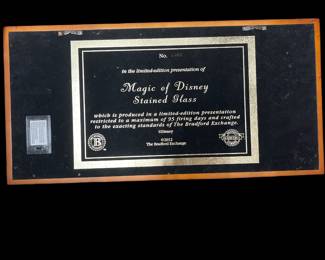 No.
in the limited-edition presentation of
Magic of Disney
Stained Glass
which is produced in a limited-edition presentation
restricted to a maximum of 95 firing days and crafted
to the exacting standards of The Bradford Exchange.
©Disney
©2012
The Bradford Exchange
B